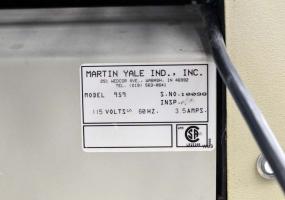 MARTIN YALE IND., INC.
251 WEDCOR AVE., WABASH, IN 46992
TEL. (219) 563-0641
MODEL 959 S.NO:10090
INSP.
115 VOLTS 60HZ. 3.5AMPS.